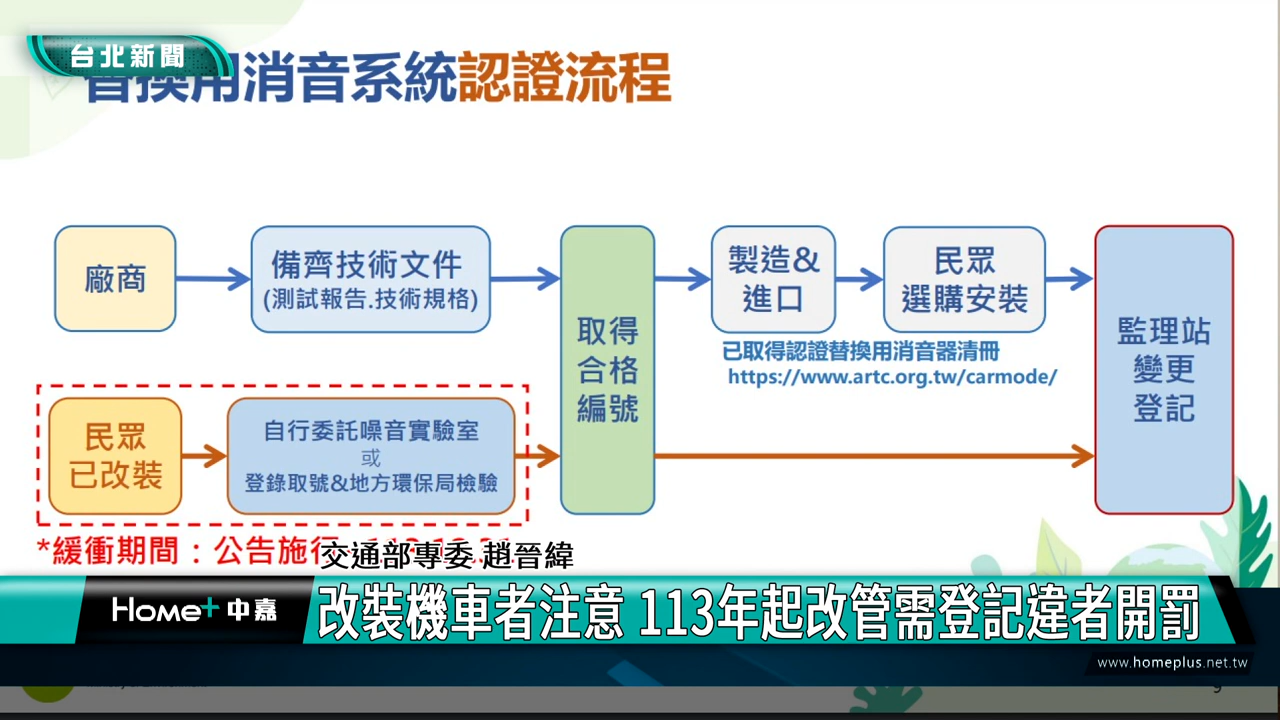 台北新聞
替換用消音系統認證流程
廠商
備齊技術文件
(測試報告.技術規格)
取得
合格
編號
製造&
進口
民眾
選購安裝
監理站
變更
登記
已取得認證替換用消音器清冊
https://www.artc.org.tw/carmode/
民眾
已改裝
自行委託噪音實驗室
或
登錄取號&地方環保局檢驗
*緩衝期間：公告施行
交通部專委 趙晉緯
Home+ 中嘉
改裝機車者注意 113年起改管需登記違者開罰
www.homeplus.net.tw
9